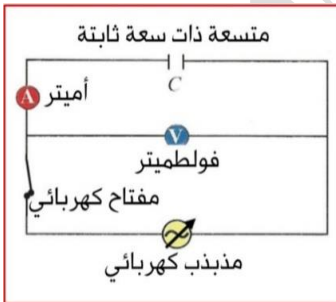 متسعة ذات سعة ثابتة
C
أميتر
A
V
فولطميتر
مفتاح كهربائي
مذبذب كهربائي